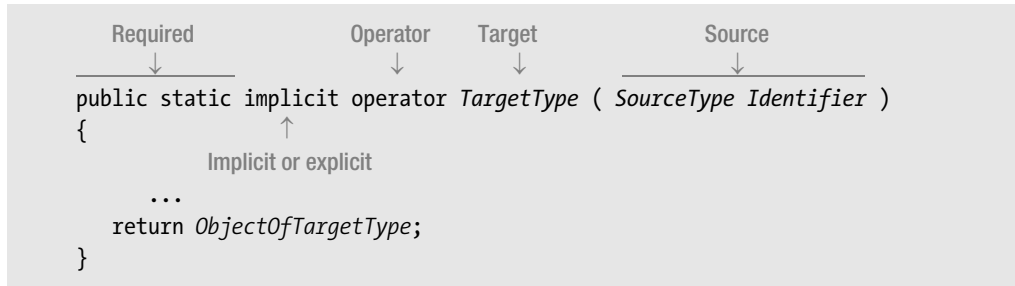 Required Operator Target Source
↓ ↓ ↓ ↓
public static implicit operator TargetType ( SourceType Identifier )
{ ↑
Implicit or explicit
...
return ObjectOfTargetType;
}